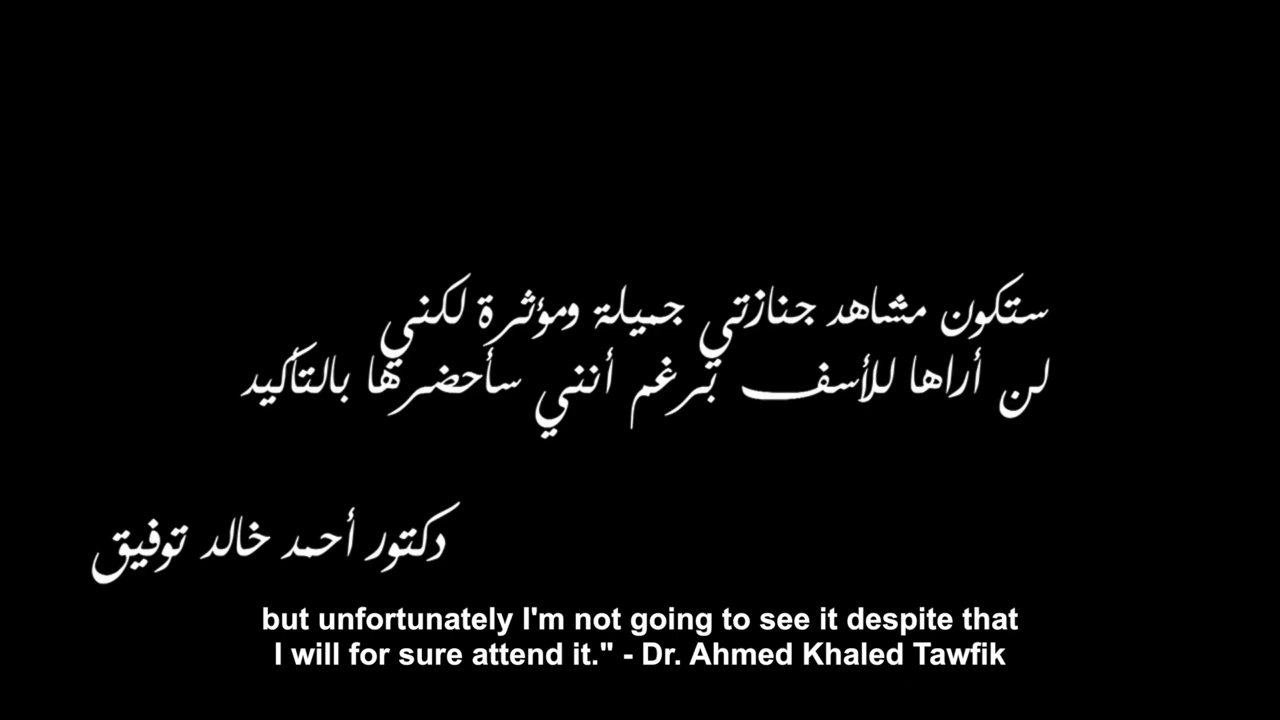 ستكون مشاهد جنازتي جميلة ومؤثرة لكني
لن أراها للأسف برغم أنني سأحضرها بالتأكيد
دكتور أحمد خالد توفيق
but unfortunately I'm not going to see it despite that
I will for sure attend it." - Dr. Ahmed Khaled Tawfik